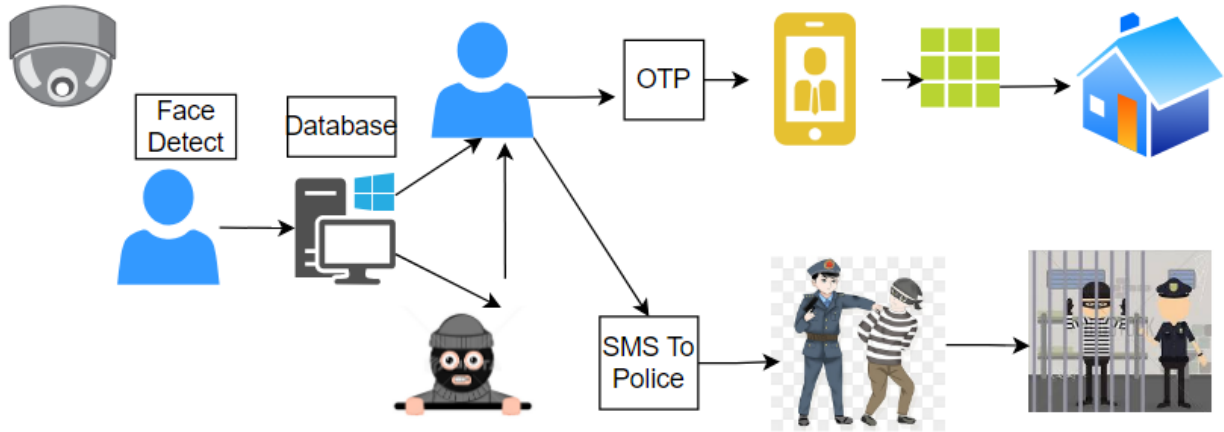 OTP
Face
Detect
Database
SMS To
Police